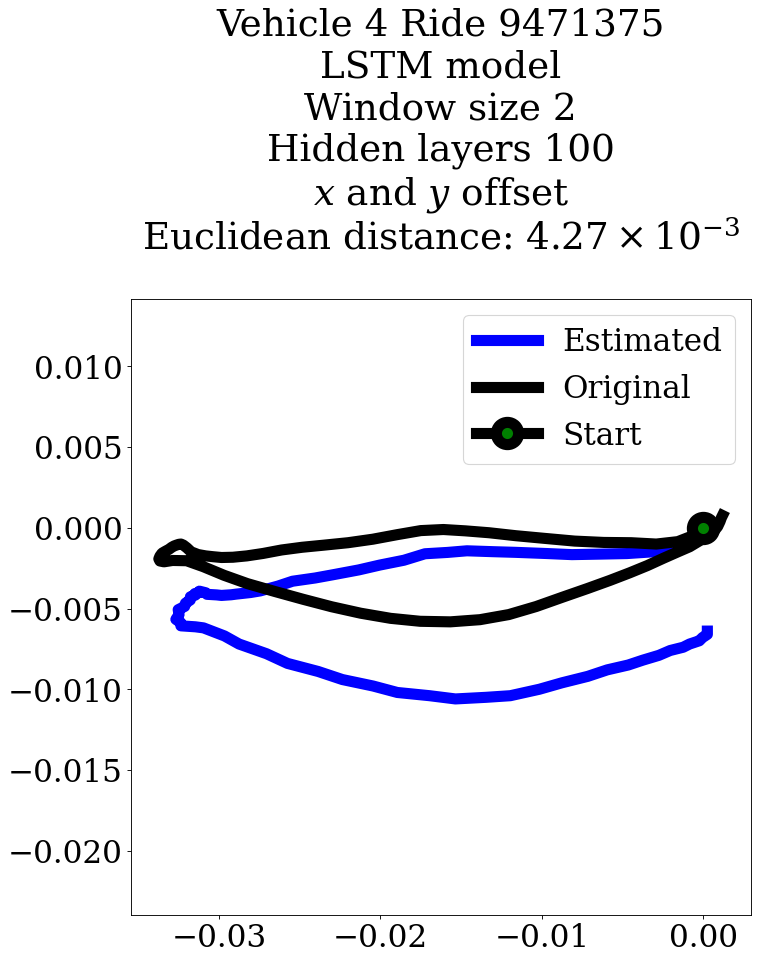 Vehicle 4 Ride 9471375
LSTM model
Window size 2
Hidden layers 100
x and y offset
Euclidean distance: 4.27 × 10⁻³
Estimated
Original
Start
0.010
0.005
0.000
−0.005
−0.010
−0.015
−0.020
−0.03 −0.02 −0.01 0.00